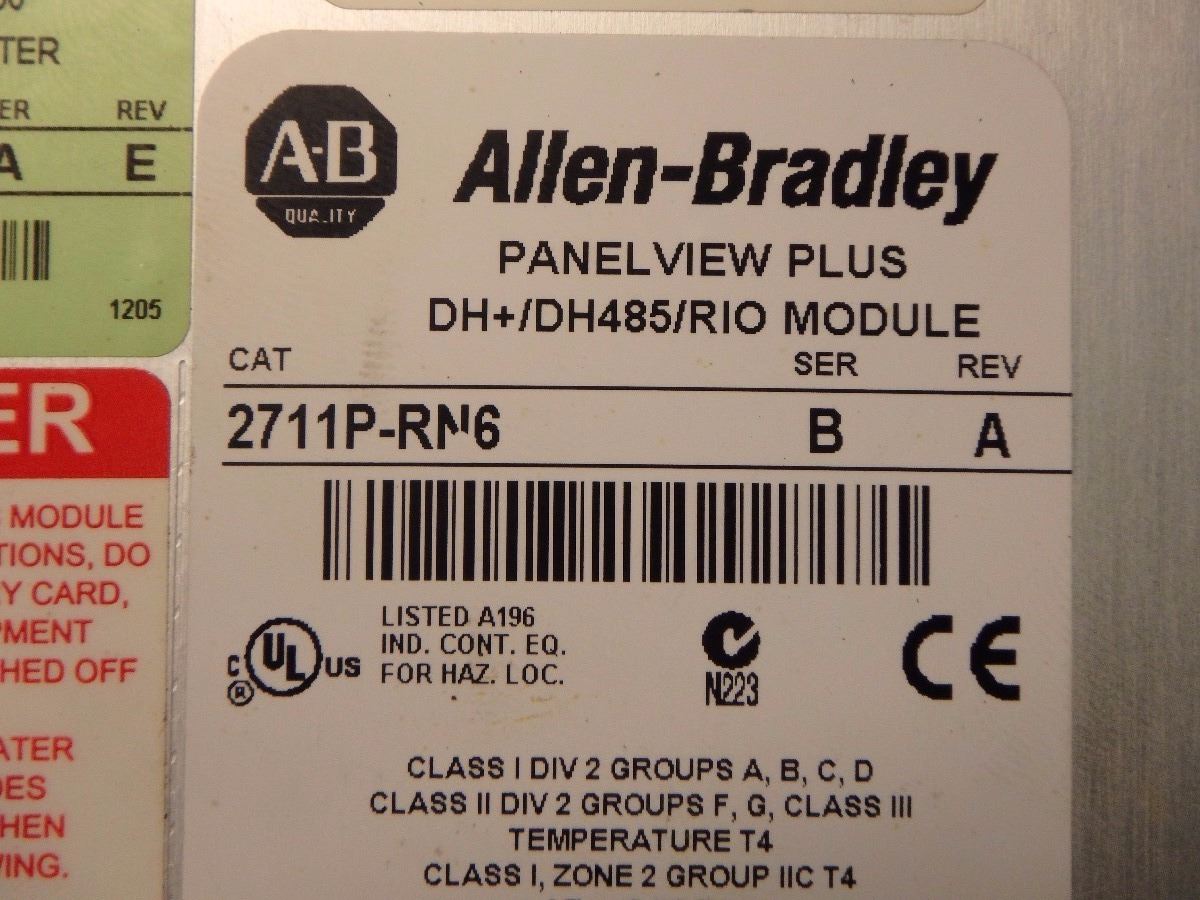 TER
ER REV
A E
1205
ER
MODULE
TIONS, DO
Y CARD,
PMENT
HED OFF
ATER
DES
HEN
WING.
A-B
QUALITY
Allen-Bradley
PANELVIEW PLUS
DH+/DH485/RIO MODULE
CAT SER REV
2711P-RN6 B A
C UL US
LISTED A196
IND. CONT. EQ.
FOR HAZ. LOC.
®
N223
CE
CLASS I DIV 2 GROUPS A, B, C, D
CLASS II DIV 2 GROUPS F, G, CLASS III
TEMPERATURE T4
CLASS I, ZONE 2 GROUP IIC T4